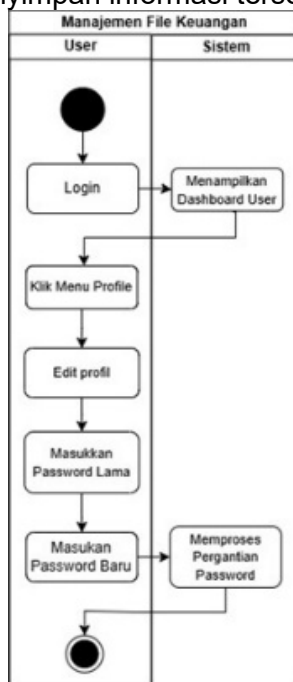 Manajemen File Keuangan
User
Sistem
Login
Menampilkan
Dashboard User
Klik Menu Profile
Edit profil
Masukkan
Password Lama
Masukan
Password Baru
Memproses
Pergantian
Password